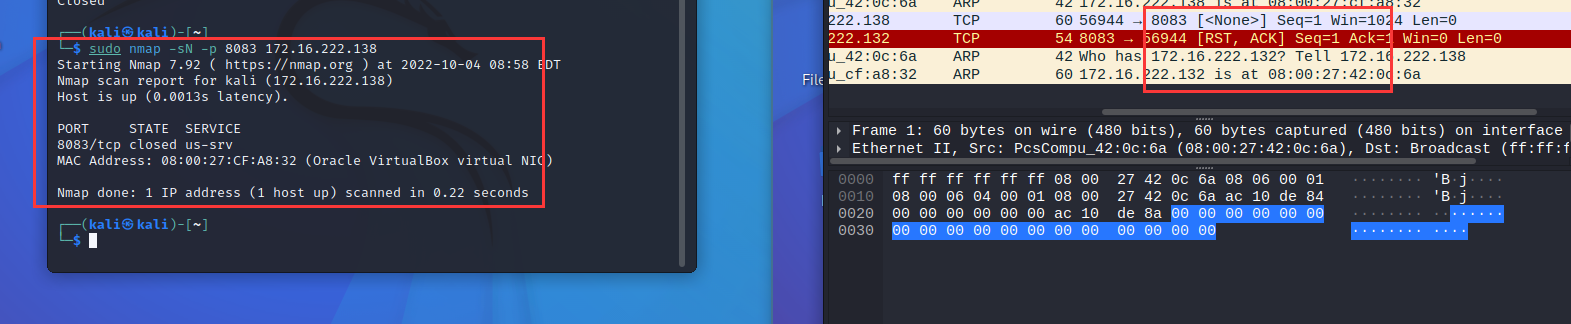 Closed
┌──(kali㉿kali)-[~]
└─$ sudo nmap -sN -p 8083 172.16.222.138
Starting Nmap 7.92 ( https://nmap.org ) at 2022-10-04 08:58 EDT
Nmap scan report for kali (172.16.222.138)
Host is up (0.0013s latency).
PORT     STATE  SERVICE
8083/tcp closed us-srv
MAC Address: 08:00:27:CF:A8:32 (Oracle VirtualBox virtual NIC)
Nmap done: 1 IP address (1 host up) scanned in 0.22 seconds
┌──(kali㉿kali)-[~]
└─$
File
u_42:0c:6a ARP 42 172.16.222.138 is at 08:00:27:cf:a8:32
222.138 TCP 60 56944 → 8083 [<None>] Seq=1 Win=1024 Len=0
222.132 TCP 54 8083 → 56944 [RST, ACK] Seq=1 Ack=1 Win=0 Len=0
u_42:0c:6a ARP 42 Who has 172.16.222.132? Tell 172.16.222.138
u_cf:a8:32 ARP 60 172.16.222.132 is at 08:00:27:42:0c:6a
Frame 1: 60 bytes on wire (480 bits), 60 bytes captured (480 bits) on interface
Ethernet II, Src: PcsCompu_42:0c:6a (08:00:27:42:0c:6a), Dst: Broadcast (ff:ff:f
0000 ff ff ff ff ff ff 08 00 27 42 0c 6a 08 06 00 01 ········ 'B·j····
0010 08 00 06 04 00 01 08 00 27 42 0c 6a ac 10 de 84 ········ 'B·j····
0020 00 00 00 00 00 00 ac 10 de 8a 00 00 00 00 00 00 ········ ········
0030 00 00 00 00 00 00 00 00 00 00 00 00 ········ ····